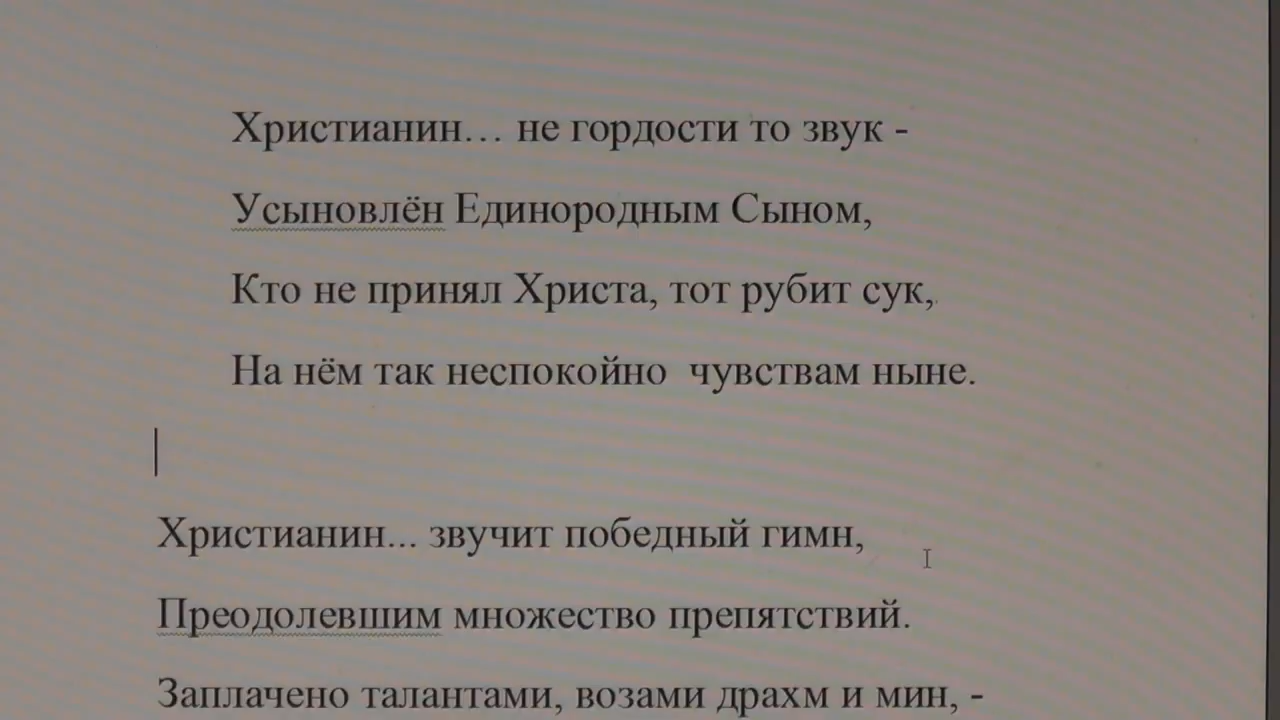 Христианин… не гордости то звук -
Усыновлён Единородным Сыном,
Кто не принял Христа, тот рубит сук,
На нём так неспокойно  чувствам ныне.
Христианин... звучит победный гимн,
Преодолевшим множество препятствий.
Заплачено талантами, возами драхм и мин, -